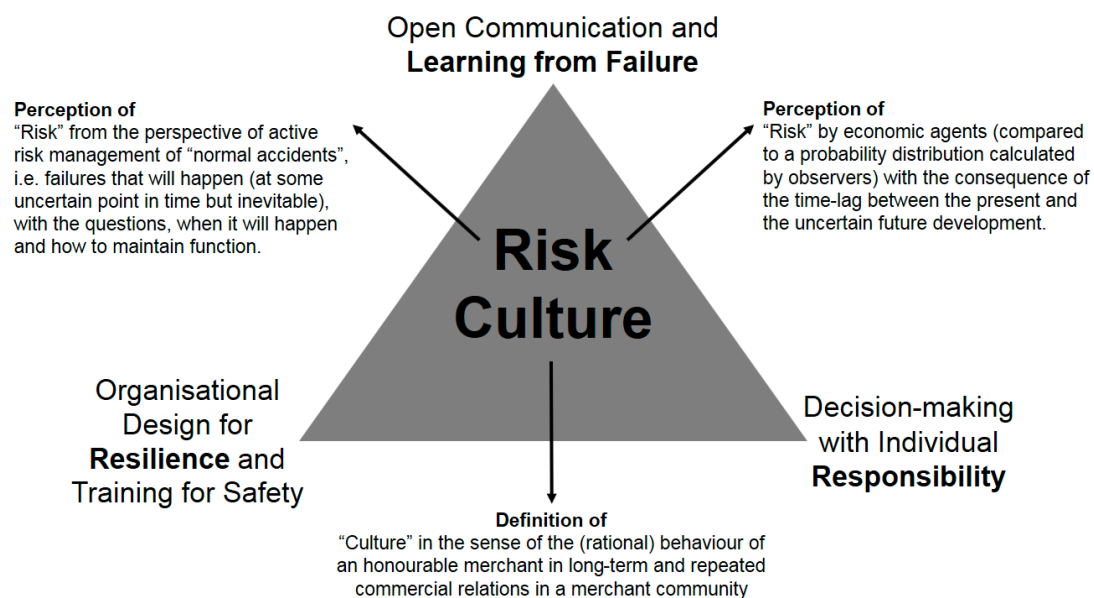 Open Communication and
Learning from Failure
Perception of
“Risk” from the perspective of active
risk management of “normal accidents”,
i.e. failures that will happen (at some
uncertain point in time but inevitable),
with the questions, when it will happen
and how to maintain function.
Perception of
“Risk” by economic agents (compared
to a probability distribution calculated
by observers) with the consequence of
the time-lag between the present and
the uncertain future development.
Risk
Culture
Organisational
Design for
Resilience and
Training for Safety
Decision-making
with Individual
Responsibility
Definition of
“Culture” in the sense of the (rational) behaviour of
an honourable merchant in long-term and repeated
commercial relations in a merchant community